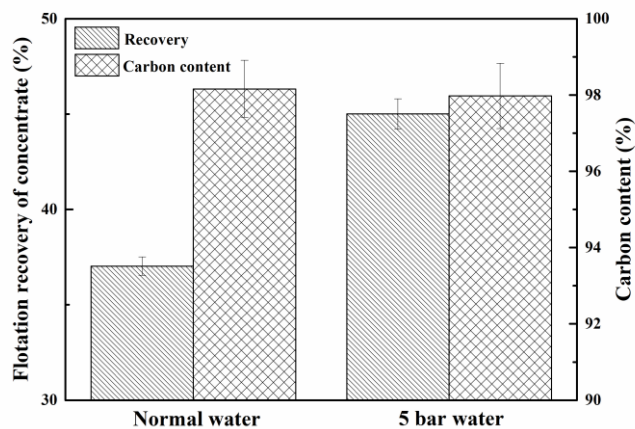 50
40
30
Flotation recovery of concentrate (%)
Recovery
Carbon content
100
98
96
94
92
90
Carbon content (%)
Normal water
5 bar water